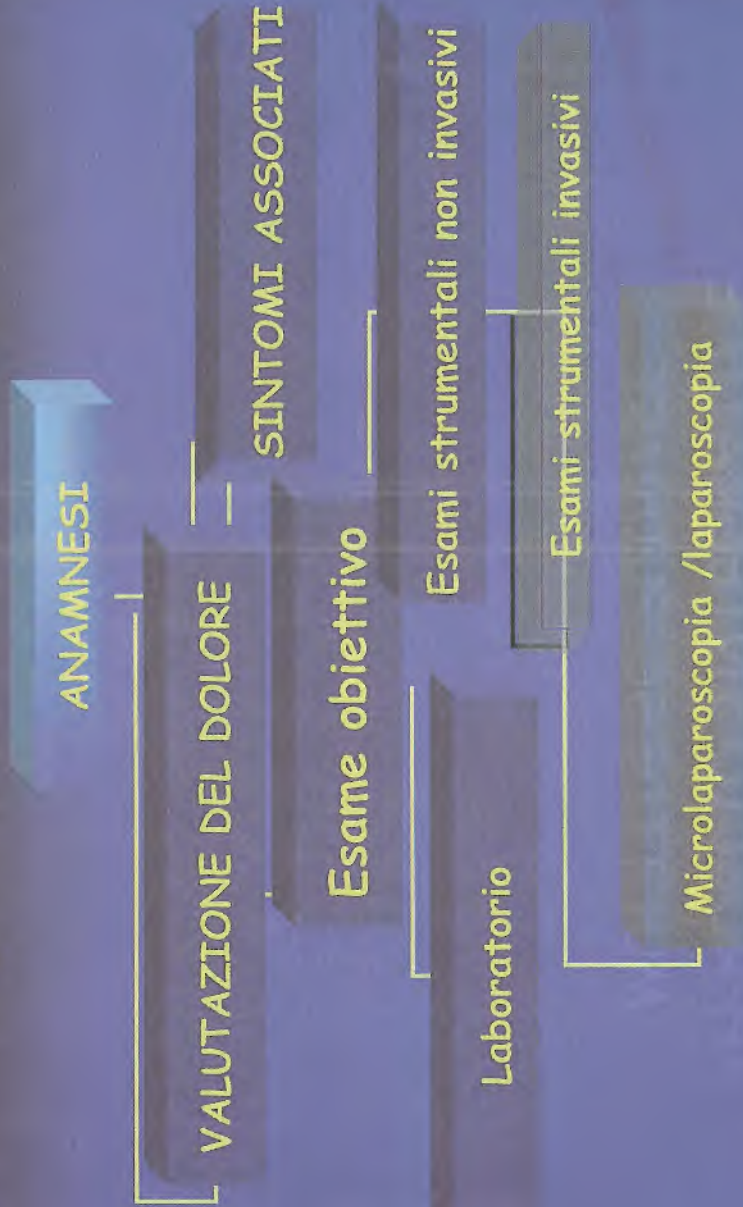 ANAMNESI
VALUTAZIONE DEL DOLORE
SINTOMI ASSOCIATI
Esame obiettivo
Esami strumentali non invasivi
Laboratorio
Esami strumentali invasivi
Microlaparoscopia /laparoscopia